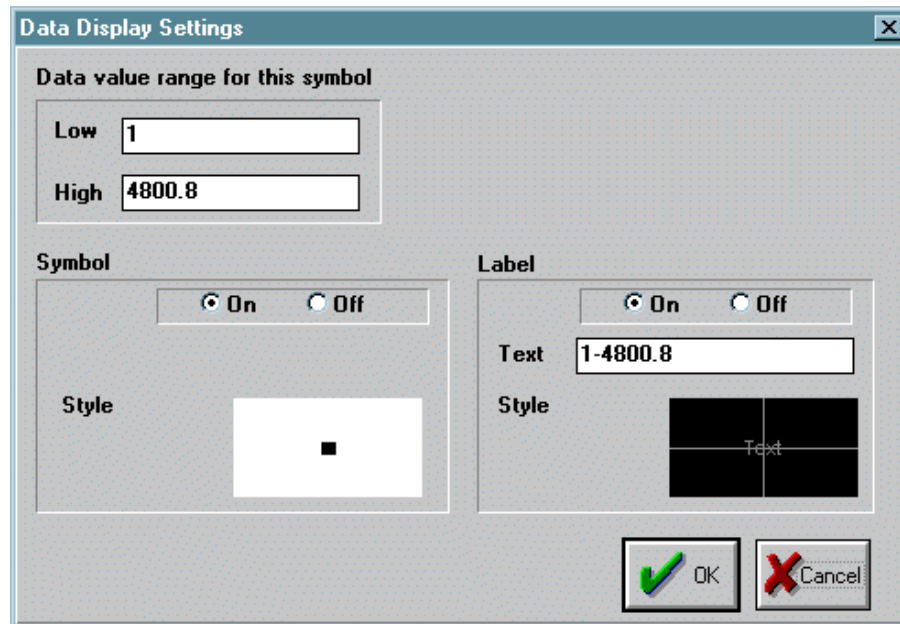 Data Display Settings
Data value range for this symbol
Low 1
High 4800.8
Symbol
On Off
Style
Label
On Off
Text 1-4800.8
Style
Text
OK Cancel